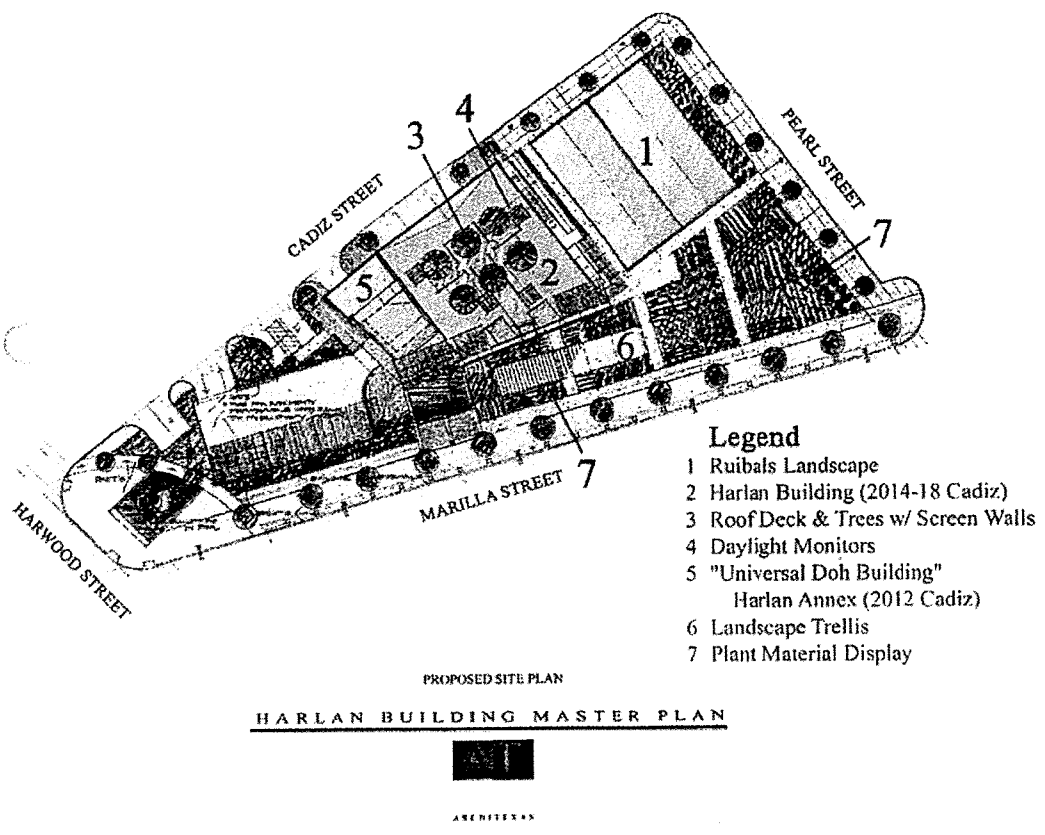 4
3
1
PEARL STREET
CADIZ STREET
7
2
5
6
Legend
1 Ruibals Landscape
7
2 Harlan Building (2014-18 Cadiz)
MARILLA STREET
3 Roof Deck & Trees w/ Screen Walls
HARWOOD STREET
4 Daylight Monitors
5 "Universal Doh Building"
Harlan Annex (2012 Cadiz)
6 Landscape Trellis
7 Plant Material Display
PROPOSED SITE PLAN
HARLAN BUILDING MASTER PLAN
ARCHITEXAS